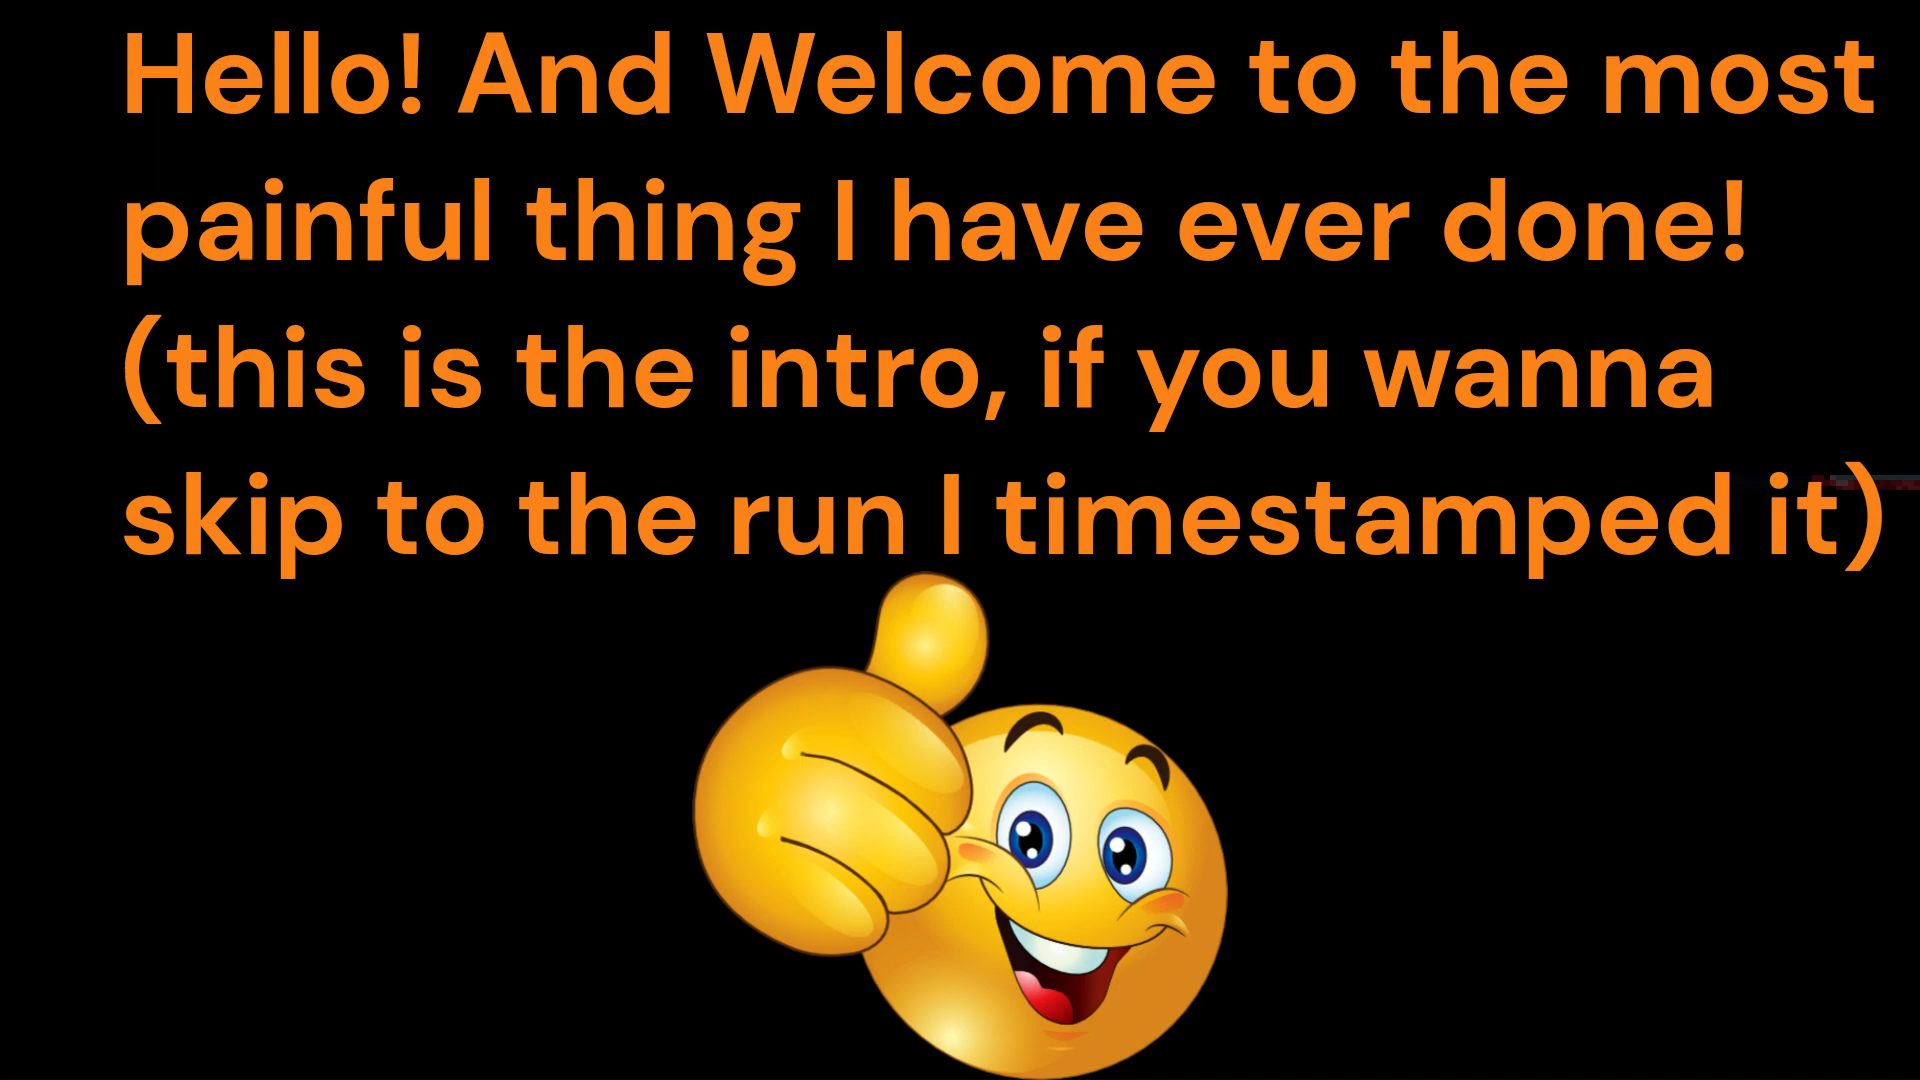 Hello! And Welcome to the most
painful thing I have ever done!
(this is the intro, if you wanna
skip to the run I timestamped it)